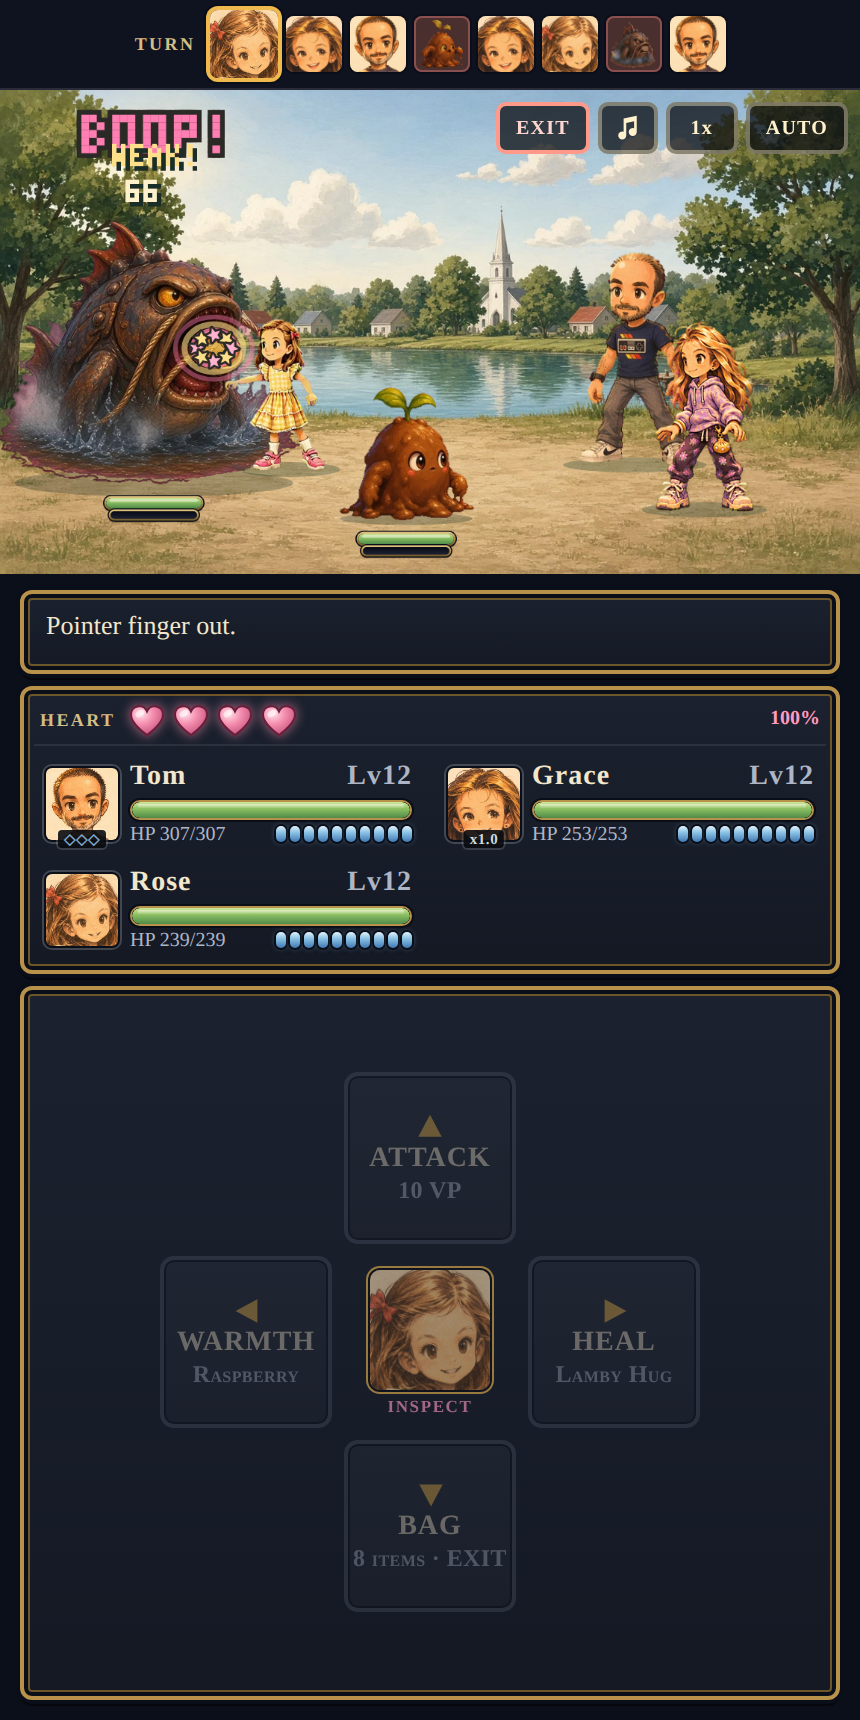 TURN
BOOP!
WEAK!
66
EXIT
1x
AUTO
Pointer finger out.
HEART
100%
Tom Lv12
HP 307/307
Grace Lv12
x1.0
HP 253/253
Rose Lv12
HP 239/239
ATTACK
10 VP
WARMTH
RASPBERRY
HEAL
LAMBY HUG
INSPECT
BAG
8 ITEMS · EXIT